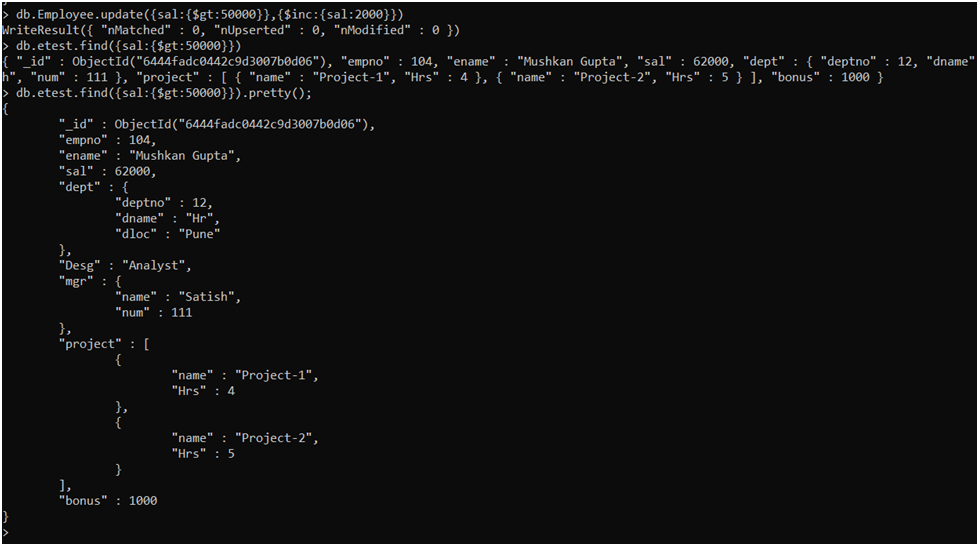 > db.Employee.update({sal:{$gt:50000}},{$inc:{sal:2000}})
WriteResult({ "nMatched" : 0, "nUpserted" : 0, "nModified" : 0 })
> db.etest.find({sal:{$gt:50000}})
{ "_id" : ObjectId("6444fadc0442c9d3007b0d06"), "empno" : 104, "ename" : "Mushkan Gupta", "sal" : 62000, "dept" : { "deptno" : 12, "dname"
h", "num" : 111 }, "project" : [ { "name" : "Project-1", "Hrs" : 4 }, { "name" : "Project-2", "Hrs" : 5 } ], "bonus" : 1000 }
> db.etest.find({sal:{$gt:50000}}).pretty();
{
        "_id" : ObjectId("6444fadc0442c9d3007b0d06"),
        "empno" : 104,
        "ename" : "Mushkan Gupta",
        "sal" : 62000,
        "dept" : {
                "deptno" : 12,
                "dname" : "Hr",
                "dloc" : "Pune"
        },
        "Desg" : "Analyst",
        "mgr" : {
                "name" : "Satish",
                "num" : 111
        },
        "project" : [
                {
                        "name" : "Project-1",
                        "Hrs" : 4
                },
                {
                        "name" : "Project-2",
                        "Hrs" : 5
                }
        ],
        "bonus" : 1000
}
>